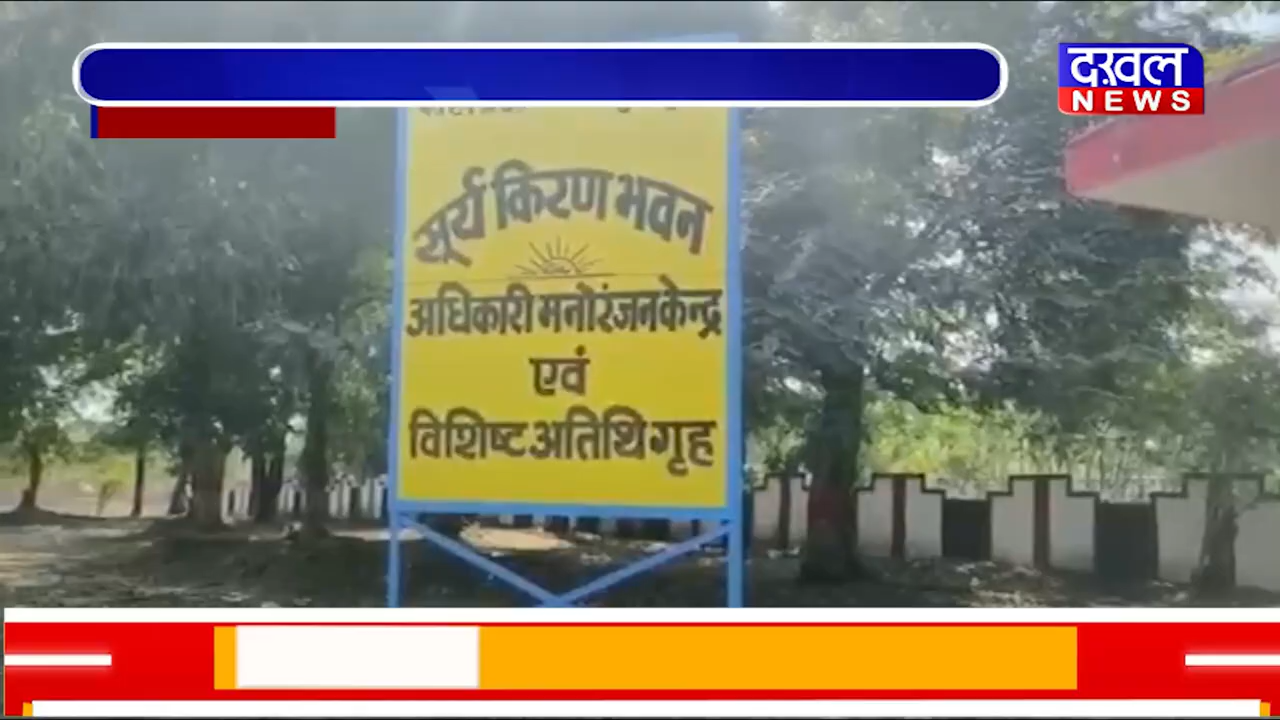 दख़ल
NEWS
सूर्य किरण भवन
अधिकारी मनोरंजन केन्द्र
एवं
विशिष्ट अतिथि गृह